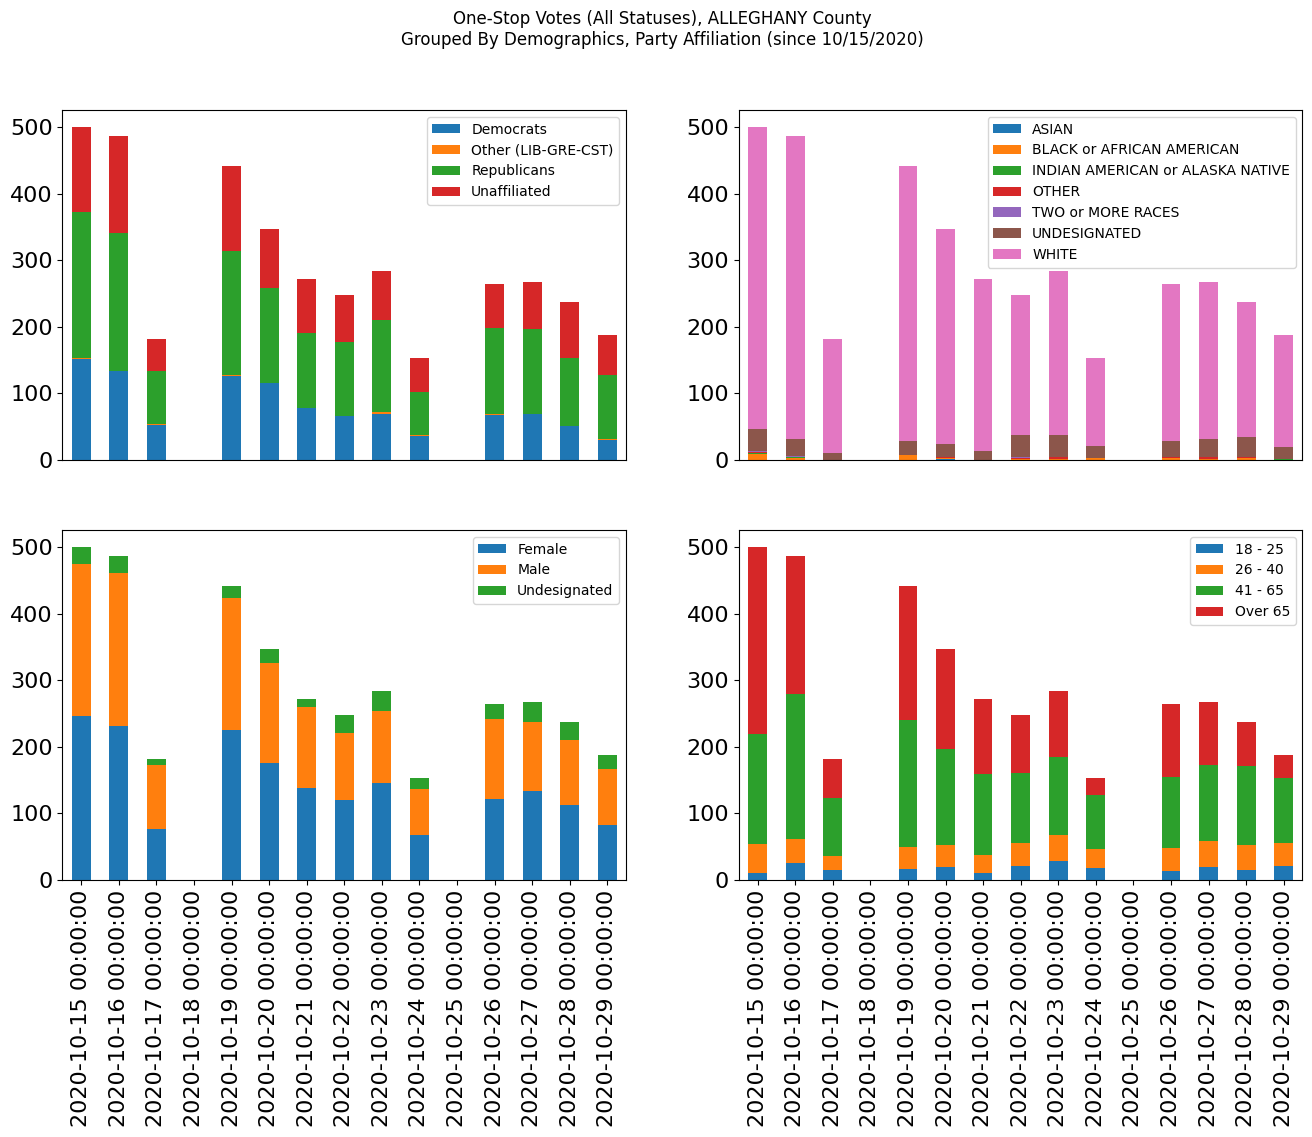 One-Stop Votes (All Statuses), ALLEGHANY County
Grouped By Demographics, Party Affiliation (since 10/15/2020)
500
400
300
200
100
0
Democrats
Other (LIB-GRE-CST)
Republicans
Unaffiliated
500
400
300
200
100
0
ASIAN
BLACK or AFRICAN AMERICAN
INDIAN AMERICAN or ALASKA NATIVE
OTHER
TWO or MORE RACES
UNDESIGNATED
WHITE
500
400
300
200
100
0
Female
Male
Undesignated
2020-10-15 00:00:00
2020-10-16 00:00:00
2020-10-17 00:00:00
2020-10-18 00:00:00
2020-10-19 00:00:00
2020-10-20 00:00:00
2020-10-21 00:00:00
2020-10-22 00:00:00
2020-10-23 00:00:00
2020-10-24 00:00:00
2020-10-25 00:00:00
2020-10-26 00:00:00
2020-10-27 00:00:00
2020-10-28 00:00:00
2020-10-29 00:00:00
500
400
300
200
100
0
18 - 25
26 - 40
41 - 65
Over 65
2020-10-15 00:00:00
2020-10-16 00:00:00
2020-10-17 00:00:00
2020-10-18 00:00:00
2020-10-19 00:00:00
2020-10-20 00:00:00
2020-10-21 00:00:00
2020-10-22 00:00:00
2020-10-23 00:00:00
2020-10-24 00:00:00
2020-10-25 00:00:00
2020-10-26 00:00:00
2020-10-27 00:00:00
2020-10-28 00:00:00
2020-10-29 00:00:00